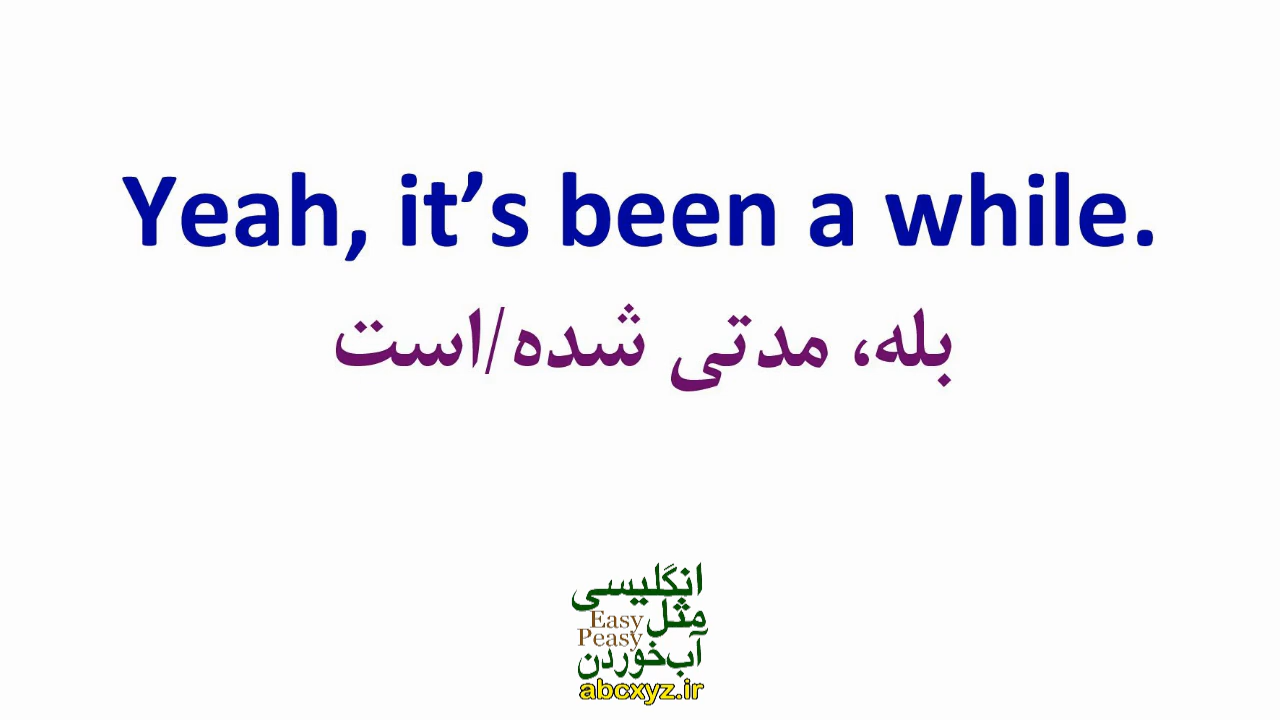 Yeah, it’s been a while.
بله، مدتی شده/است
انگلیسی
مثل
Easy
Peasy
آب‌خوردن
abcxyz.ir